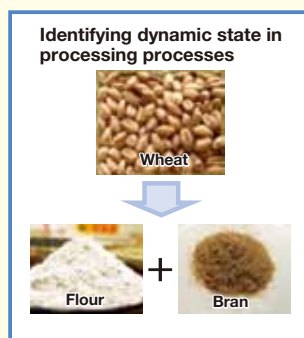 Identifying dynamic state in
processing processes
Wheat
Flour
+
Bran